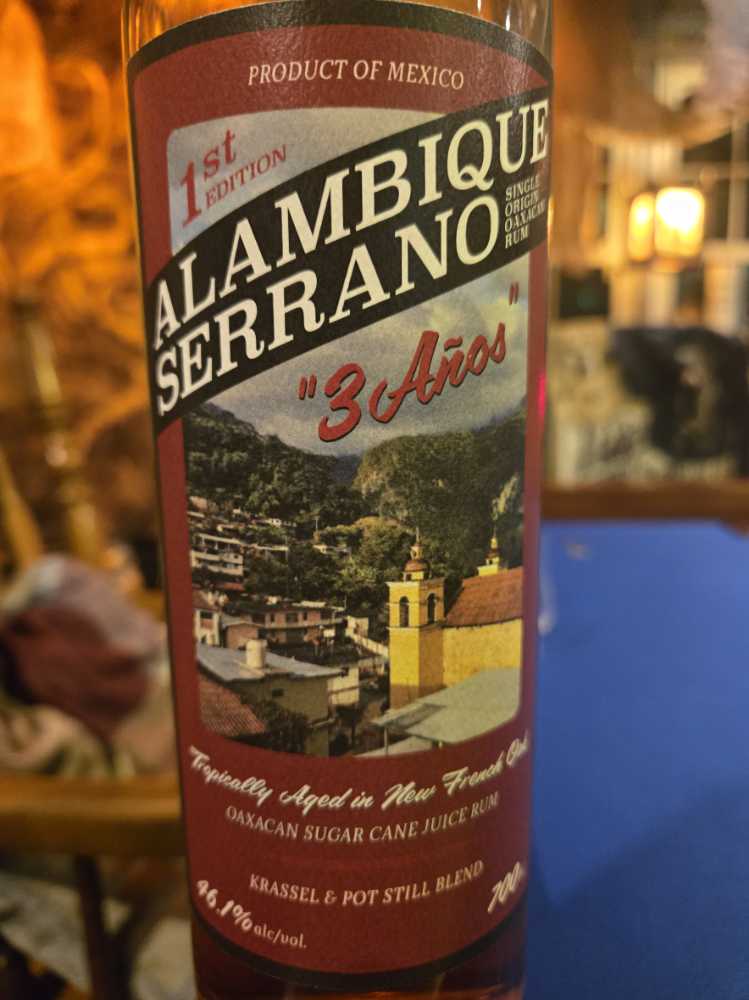 PRODUCT OF MEXICO
1st
EDITION
ALAMBIQUE
SERRANO
SINGLE
ORIGIN
OAXACAN
RUM
"3 Años"
Tropically Aged in New French Oak
OAXACAN SUGAR CANE JUICE RUM
KRASSEL & POT STILL BLEND
46.1% alc/vol.
700